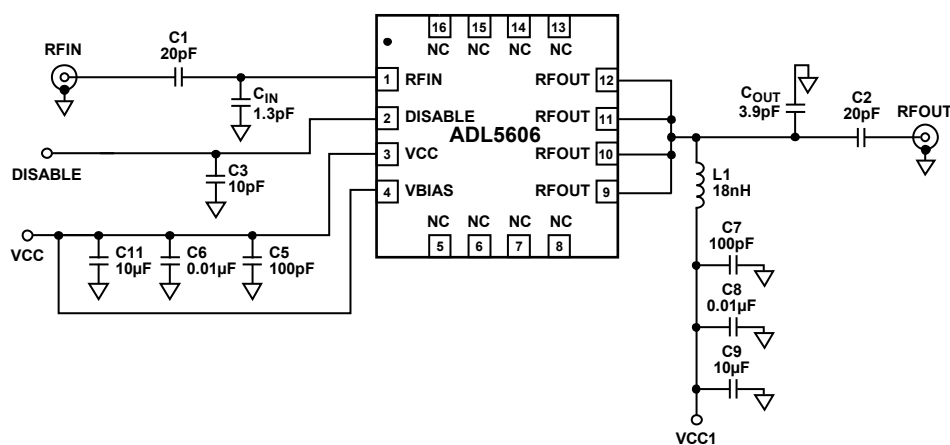 16 15 14 13
NC NC NC NC
RFIN
C1
20pF
1 RFIN
C_IN
1.3pF
2 DISABLE
ADL5606
3 VCC
4 VBIAS
DISABLE
C3
10pF
VCC
C11
10µF
C6
0.01µF
C5
100pF
NC NC NC NC
5 6 7 8
RFOUT 12
RFOUT 11
RFOUT 10
RFOUT 9
C_OUT
3.9pF
C2
20pF
RFOUT
L1
18nH
C7
100pF
C8
0.01µF
C9
10µF
VCC1